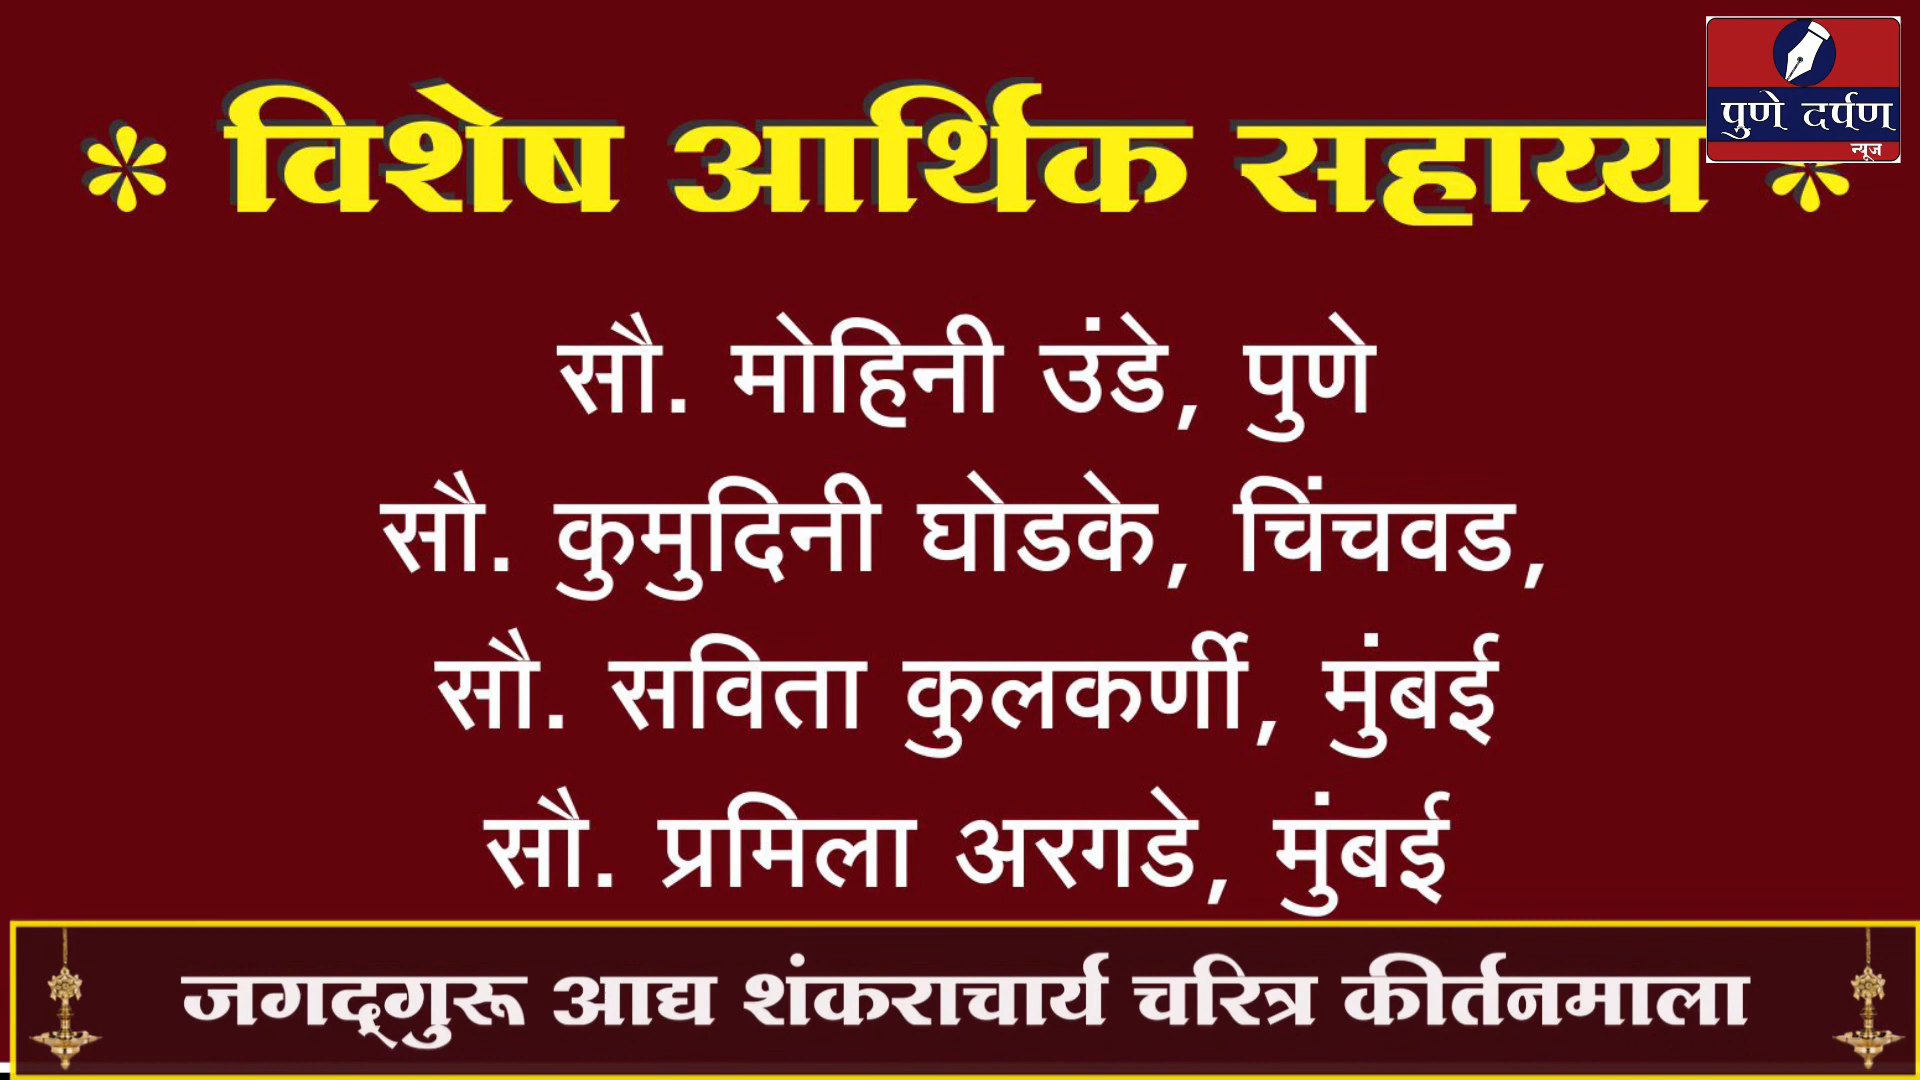 पुणे दर्पण
न्यूज
* विशेष आर्थिक सहाय्य *
सौ. मोहिनी उंडे, पुणे
सौ. कुमुदिनी घोडके, चिंचवड,
सौ. सविता कुलकर्णी, मुंबई
सौ. प्रमिला अरगडे, मुंबई
जगद्‌गुरू आद्य शंकराचार्य चरित्र कीर्तनमाला